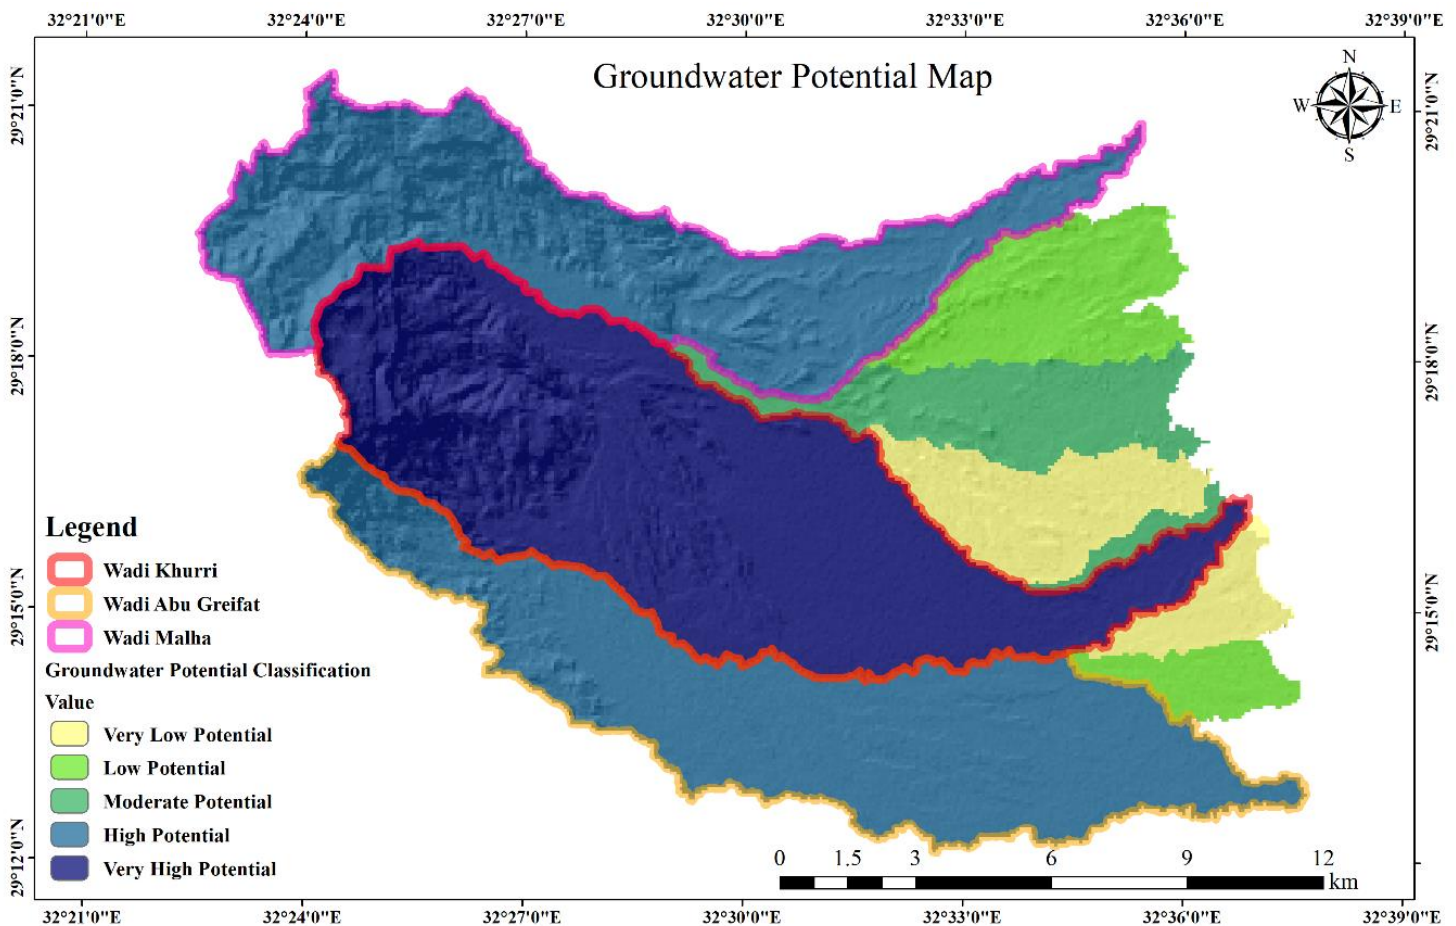 32°21'0"E 32°24'0"E 32°27'0"E 32°30'0"E 32°33'0"E 32°36'0"E 32°39'0"E
Groundwater Potential Map
N
W E
S
29°21'0"N 29°21'0"N
29°18'0"N 29°18'0"N
29°15'0"N 29°15'0"N
29°12'0"N 29°12'0"N
Legend
Wadi Khurri
Wadi Abu Greifat
Wadi Malha
Groundwater Potential Classification
Value
Very Low Potential
Low Potential
Moderate Potential
High Potential
Very High Potential
0 1.5 3 6 9 12
km
32°21'0"E 32°24'0"E 32°27'0"E 32°30'0"E 32°33'0"E 32°36'0"E 32°39'0"E